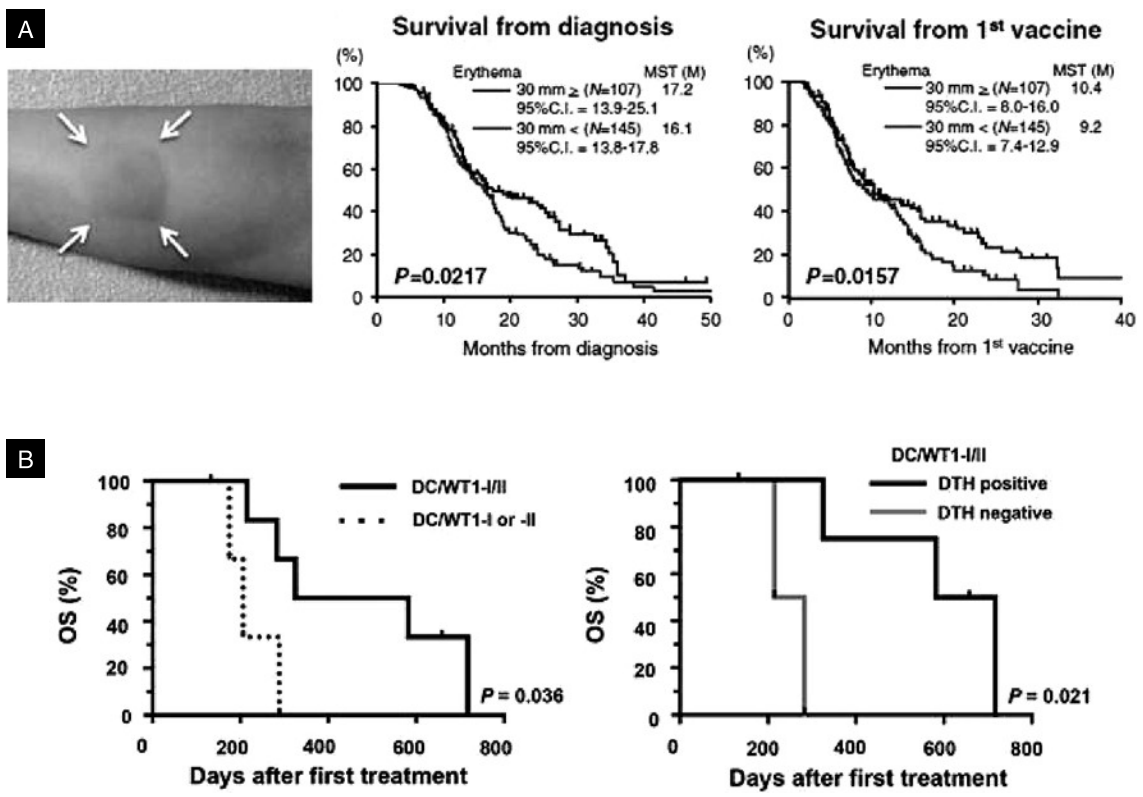 A
Survival from diagnosis
(%)
Erythema MST (M)
30 mm ≥ (N=107) 17.2
95%C.I. = 13.9-25.1
30 mm < (N=145) 16.1
95%C.I. = 13.8-17.8
100
80
60
40
20
0
P=0.0217
0 10 20 30 40 50
Months from diagnosis
Survival from 1st vaccine
(%)
Erythema MST (M)
30 mm ≥ (N=107) 10.4
95%C.I. = 8.0-16.0
30 mm < (N=145) 9.2
95%C.I. = 7.4-12.9
100
80
60
40
20
0
P=0.0157
0 10 20 30 40
Months from 1st vaccine
B
DC/WT1-I/II
DC/WT1-I or -II
OS (%)
100
80
60
40
20
0
P = 0.036
0 200 400 600 800
Days after first treatment
DC/WT1-I/II
DTH positive
DTH negative
OS (%)
100
80
60
40
20
0
P = 0.021
0 200 400 600 800
Days after first treatment